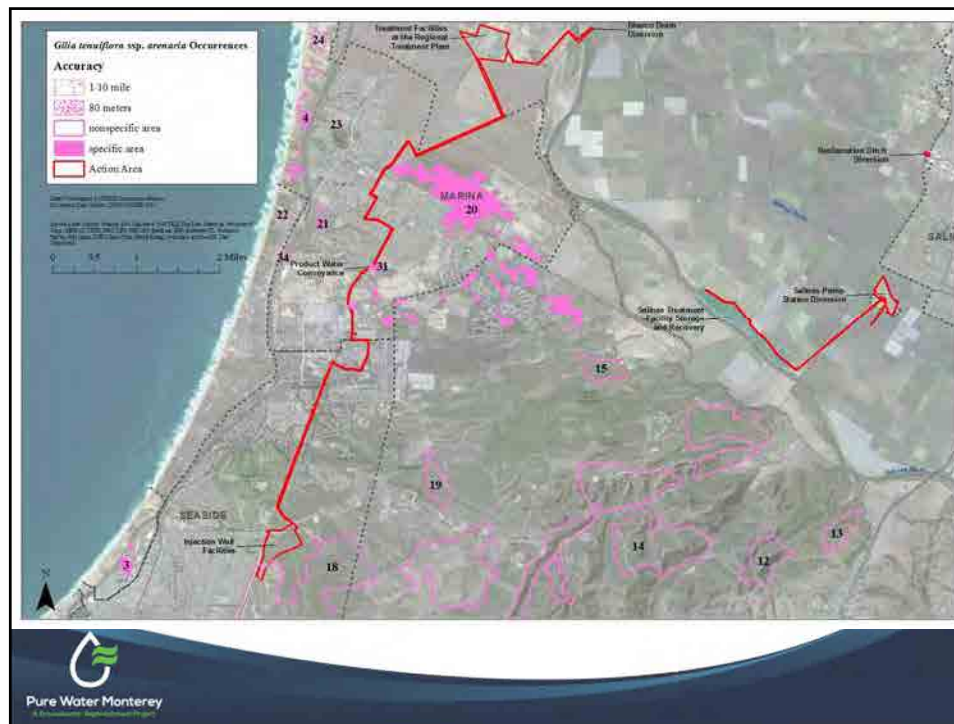 Gilia tenuiflora ssp. arenaria Occurrences
Accuracy
1-10 mile
80 meters
nonspecific area
specific area
Action Area
0 0.5 1 2 Miles
Treatment Facilities
at the Regional
Treatment Plant
Blanco Drain
Diversion
Reclamation Ditch
Diversion
24
4
23
MARINA
20
22
21
34
Product Water
Conveyance
31
Salinas Pump
Station Diversion
Salinas Treatment
Facility Storage
and Recovery
15
19
SEASIDE
Injection Well
Facilities
18
14
12
13
3
N
Pure Water Monterey
A Groundwater Replenishment Project